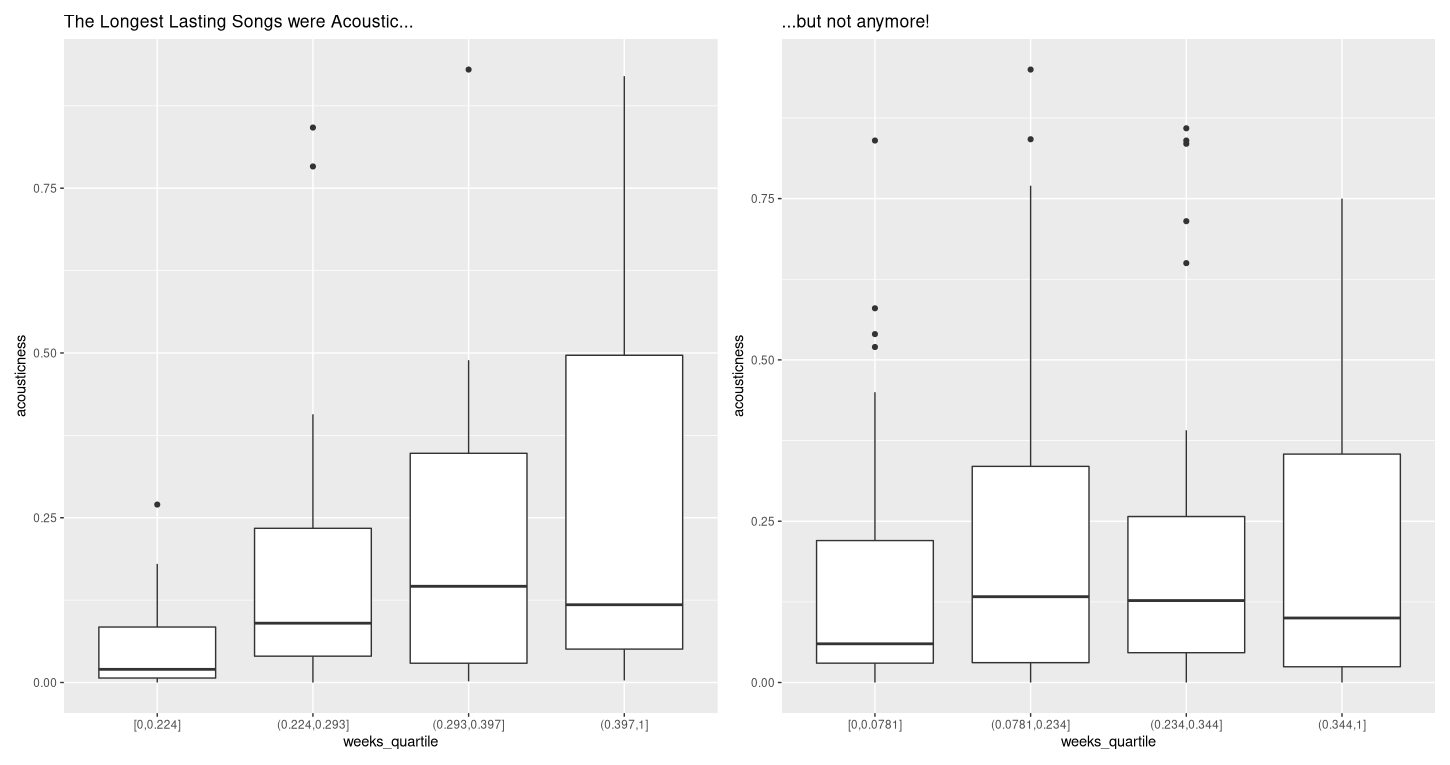 The Longest Lasting Songs were Acoustic...
acousticness
0.75
0.50
0.25
0.00
[0,0.224]
(0.224,0.293]
(0.293,0.397]
(0.397,1]
weeks_quartile
...but not anymore!
acousticness
0.75
0.50
0.25
0.00
[0,0.0781]
(0.0781,0.234]
(0.234,0.344]
(0.344,1]
weeks_quartile